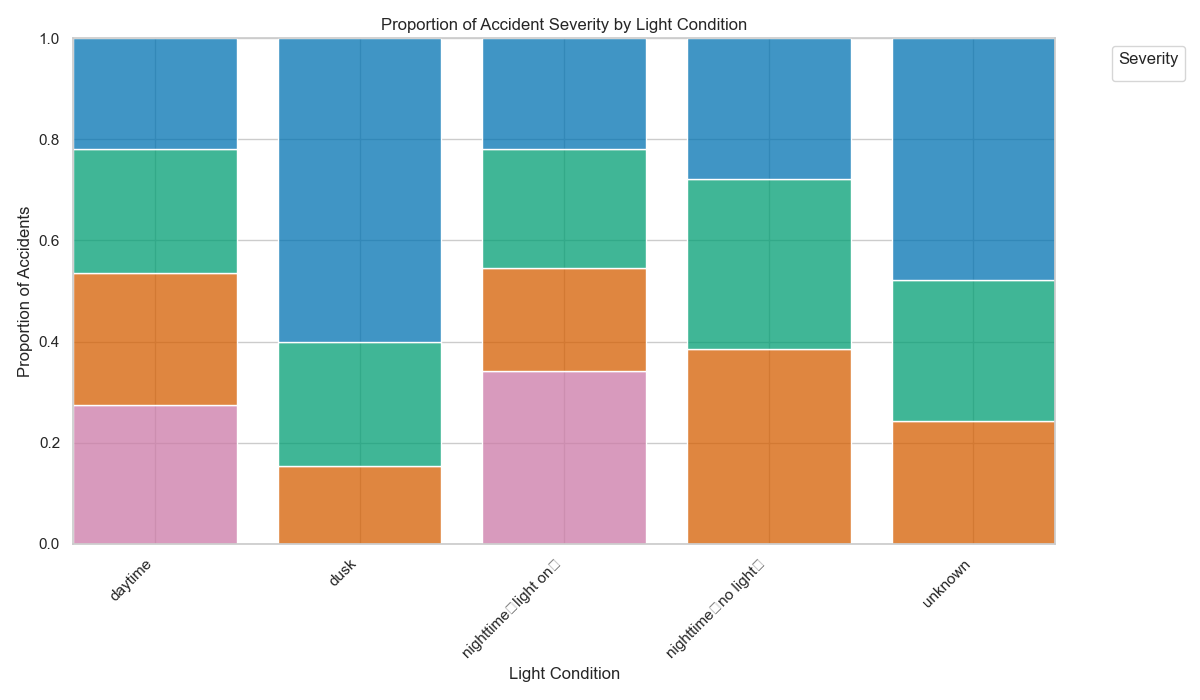 Proportion of Accident Severity by Light Condition
Severity
Proportion of Accidents
1.0
0.8
0.6
0.4
0.2
0.0
daytime
dusk
nighttime▯light on▯
nighttime▯no light▯
unknown
Light Condition